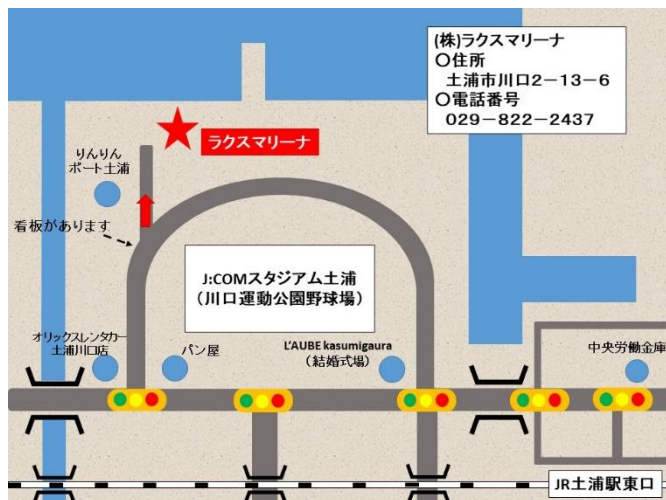 (株)ラクスマリーナ
〇住所
土浦市川口2－13－6
〇電話番号
029－822－2437
ラクスマリーナ
りんりん
ポート土浦
看板があります
J:COMスタジアム土浦
（川口運動公園野球場）
オリックスレンタカー
土浦川口店
パン屋
L'AUBE kasumigaura
（結婚式場）
中央労働金庫
JR土浦駅東口